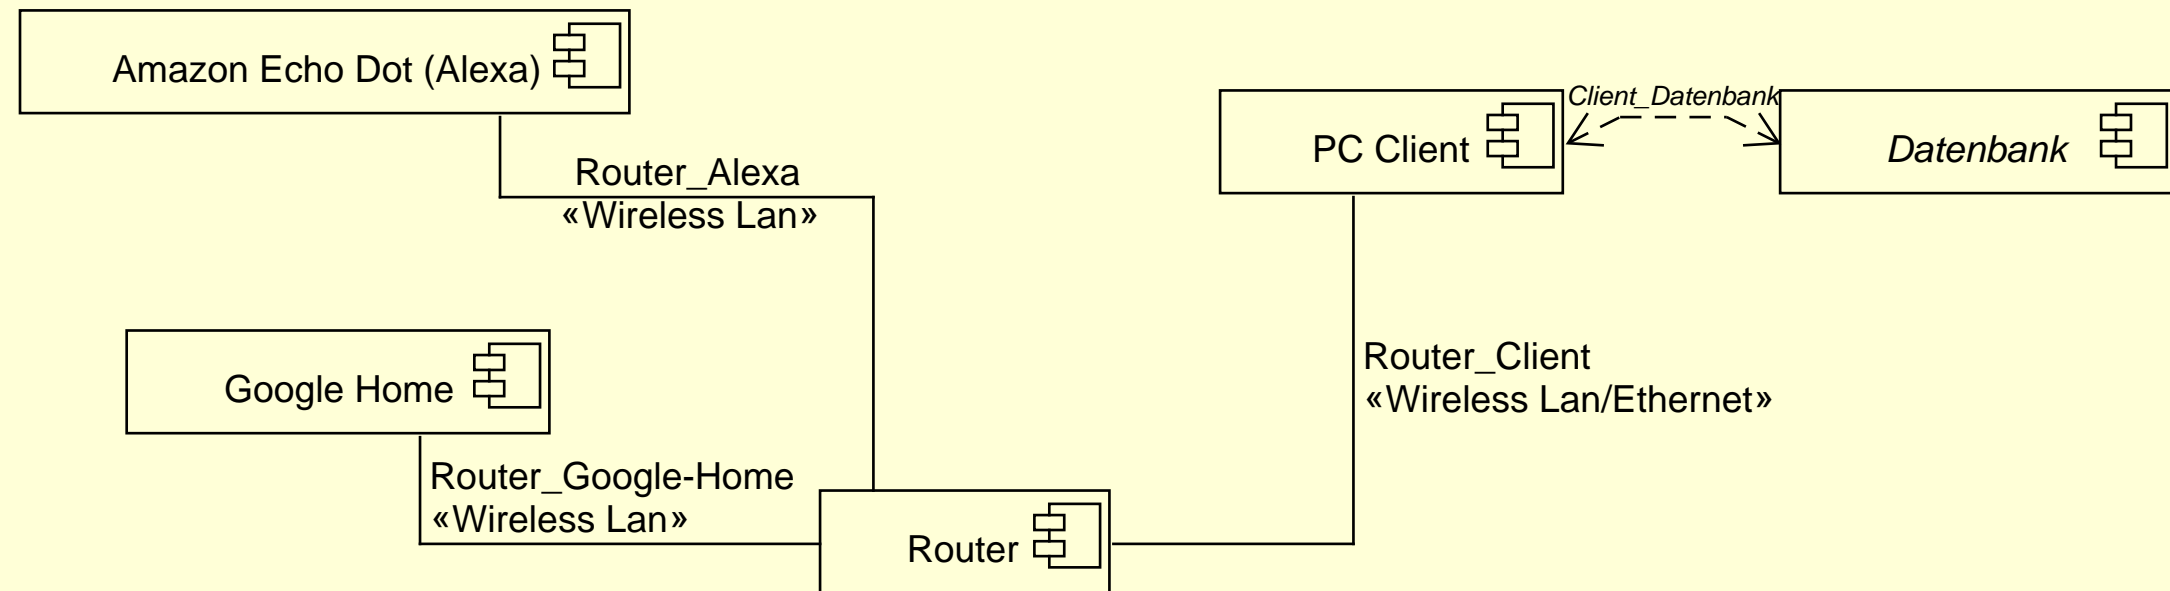 Amazon Echo Dot (Alexa)
Client_Datenbank
PC Client
Datenbank
Router_Alexa
«Wireless Lan»
Router_Client
«Wireless Lan/Ethernet»
Google Home
Router_Google-Home
«Wireless Lan»
Router